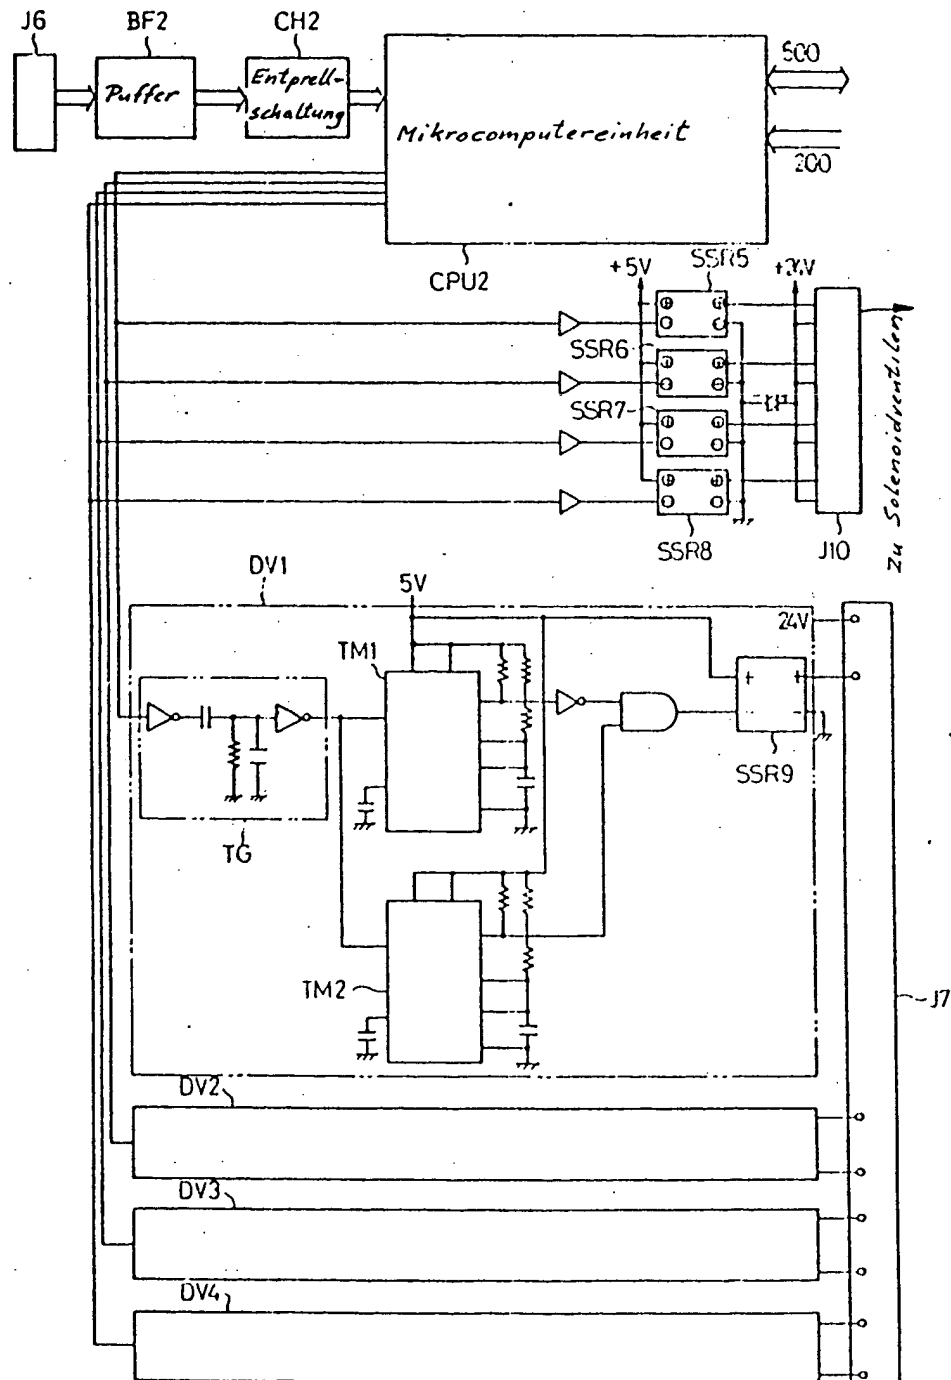 J6
BF2
CH2
Puffer
Entprell-
schaltung
Mikrocomputereinheit
500
200
CPU2
+5V
SSR5
+24V
SSR6
SSR7
SSR8
J10
zu Solenoidventilen
DV1
5V
24V
TM1
SSR9
TG
TM2
J7
DV2
DV3
DV4